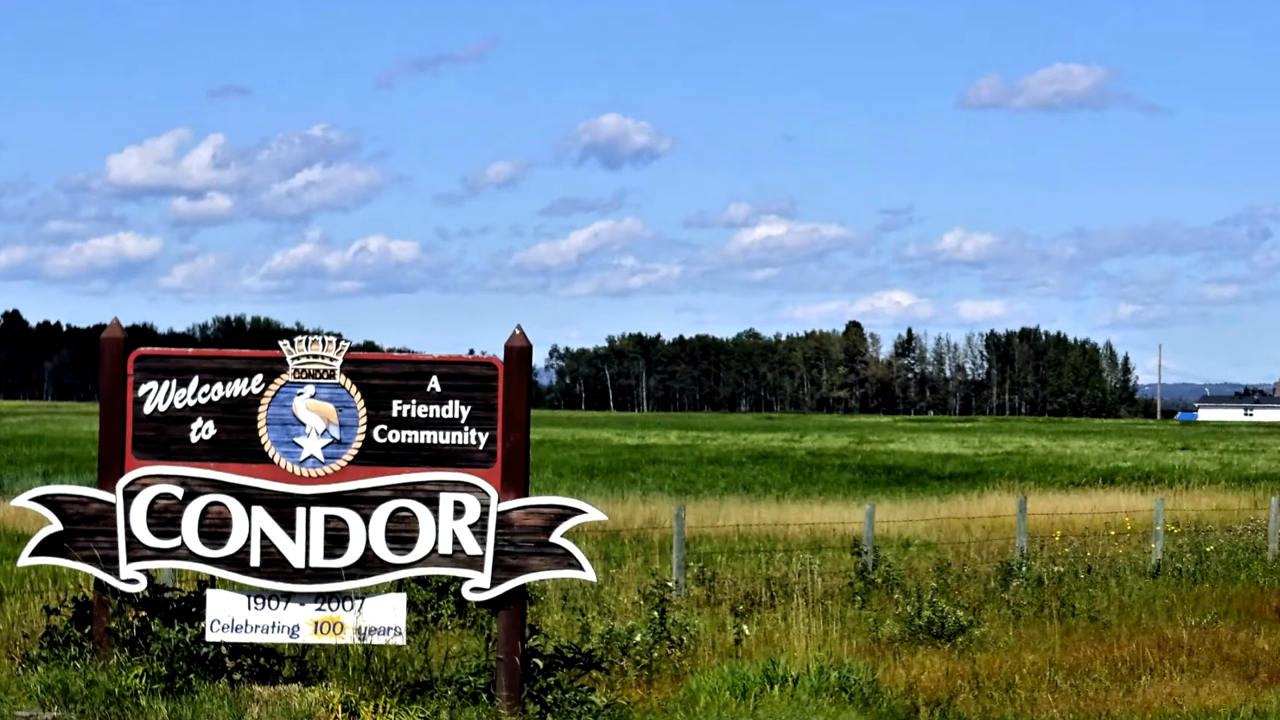 CONDOR
Welcome
to
A
Friendly
Community
CONDOR
1907 - 2007
Celebrating 100 years